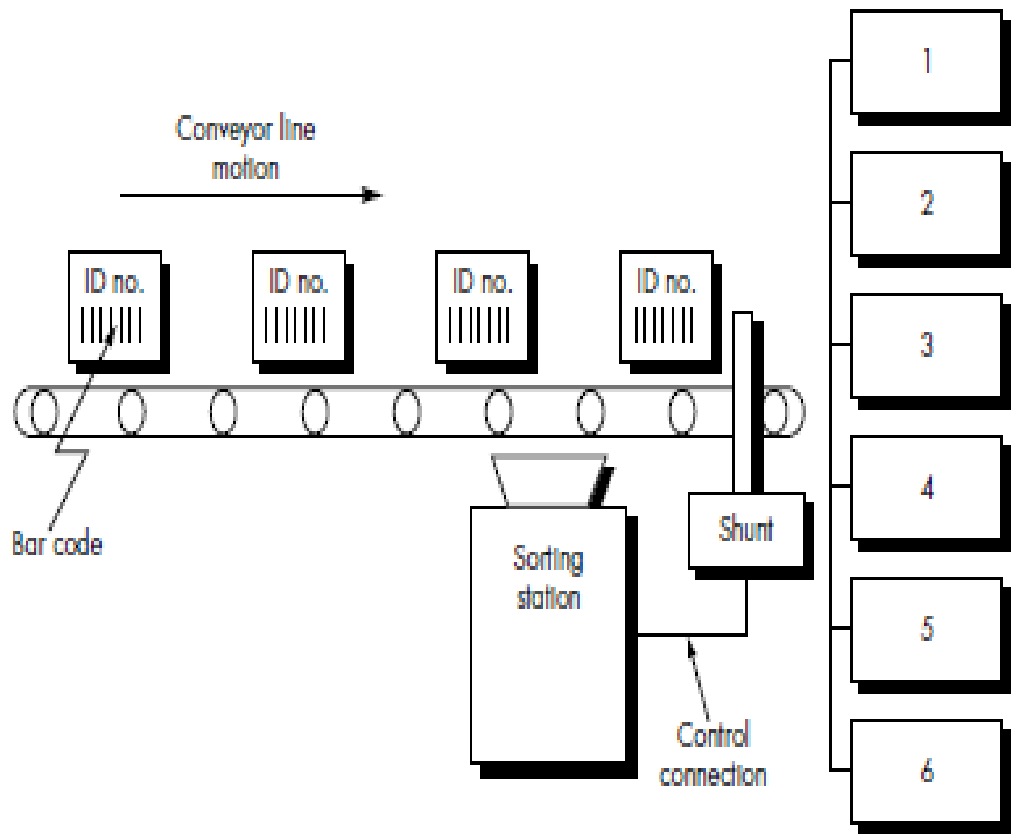 Conveyor line
motion
ID no.
ID no.
ID no.
ID no.
Bar code
Sorting
station
Shunt
Control
connection
1
2
3
4
5
6